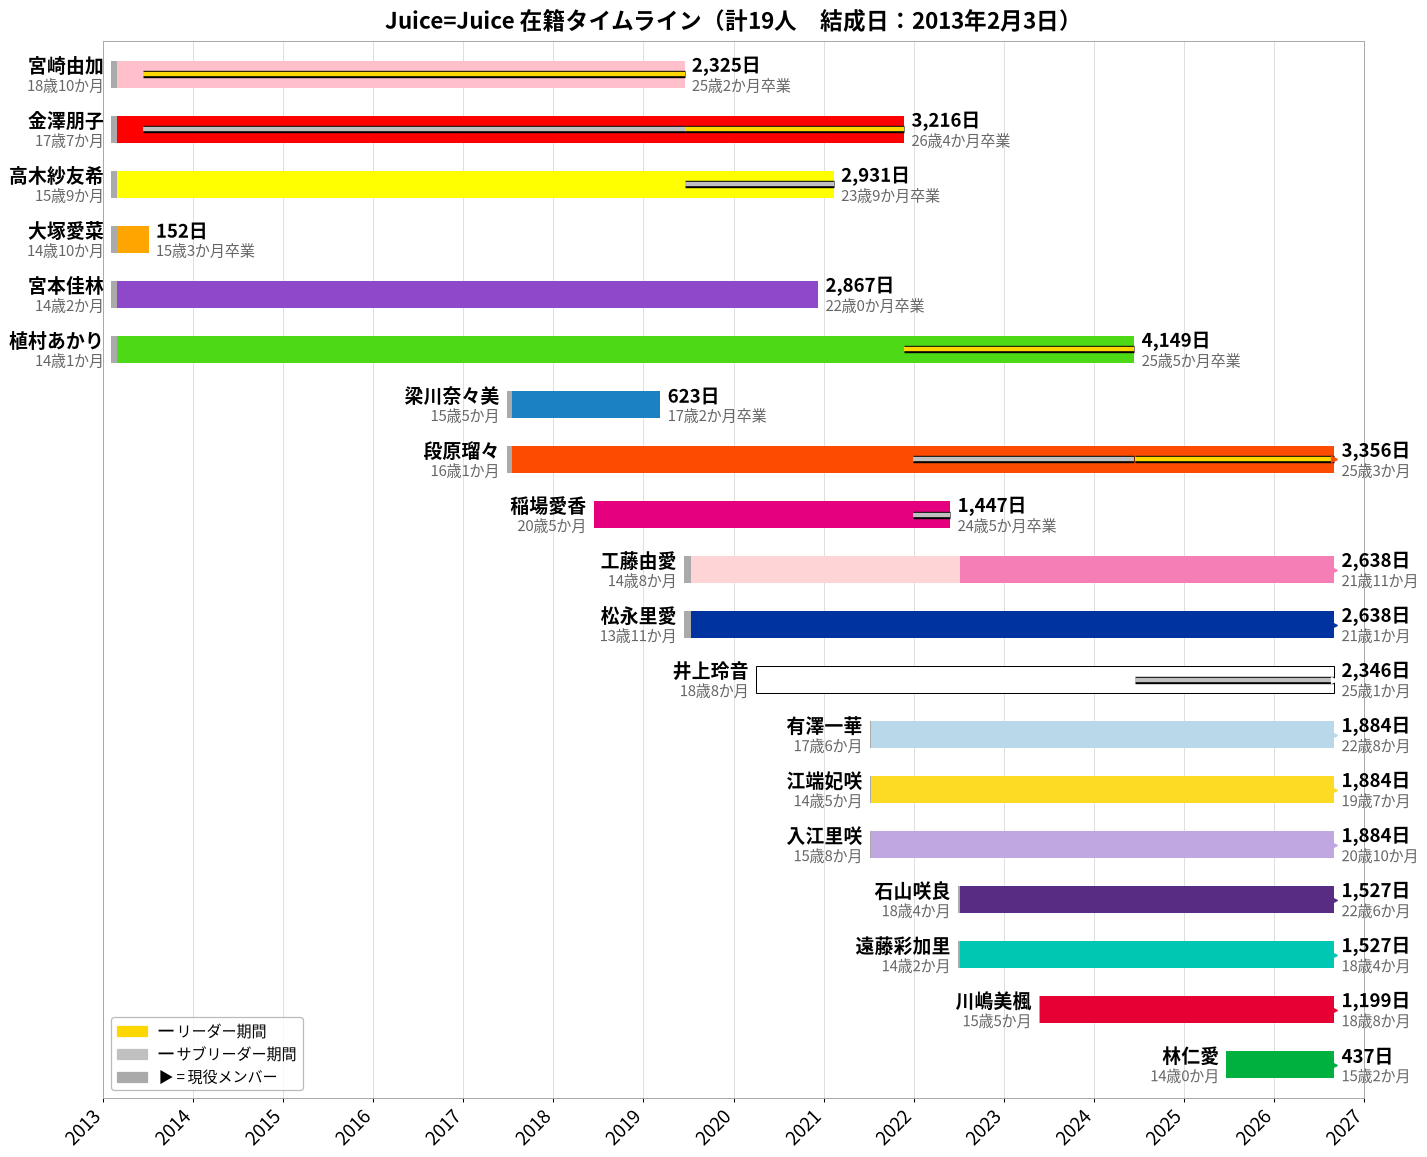 Juice=Juice 在籍タイムライン（計19人　結成日：2013年2月3日）
宮崎由加
18歳10か月
2,325日
25歳2か月卒業
金澤朋子
17歳7か月
3,216日
26歳4か月卒業
高木紗友希
15歳9か月
2,931日
23歳9か月卒業
大塚愛菜
14歳10か月
152日
15歳3か月卒業
宮本佳林
14歳2か月
2,867日
22歳0か月卒業
植村あかり
14歳1か月
4,149日
25歳5か月卒業
梁川奈々美
15歳5か月
623日
17歳2か月卒業
段原瑠々
16歳1か月
3,356日
25歳3か月
稲場愛香
20歳5か月
1,447日
24歳5か月卒業
工藤由愛
14歳8か月
2,638日
21歳11か月
松永里愛
13歳11か月
2,638日
21歳1か月
井上玲音
18歳8か月
2,346日
25歳1か月
有澤一華
17歳6か月
1,884日
22歳8か月
江端妃咲
14歳5か月
1,884日
19歳7か月
入江里咲
15歳8か月
1,884日
20歳10か月
石山咲良
18歳4か月
1,527日
22歳6か月
遠藤彩加里
14歳2か月
1,527日
18歳4か月
川嶋美楓
15歳5か月
1,199日
18歳8か月
林仁愛
14歳0か月
437日
15歳2か月
ー リーダー期間
ー サブリーダー期間
▶ = 現役メンバー
2013 2014 2015 2016 2017 2018 2019 2020 2021 2022 2023 2024 2025 2026 2027